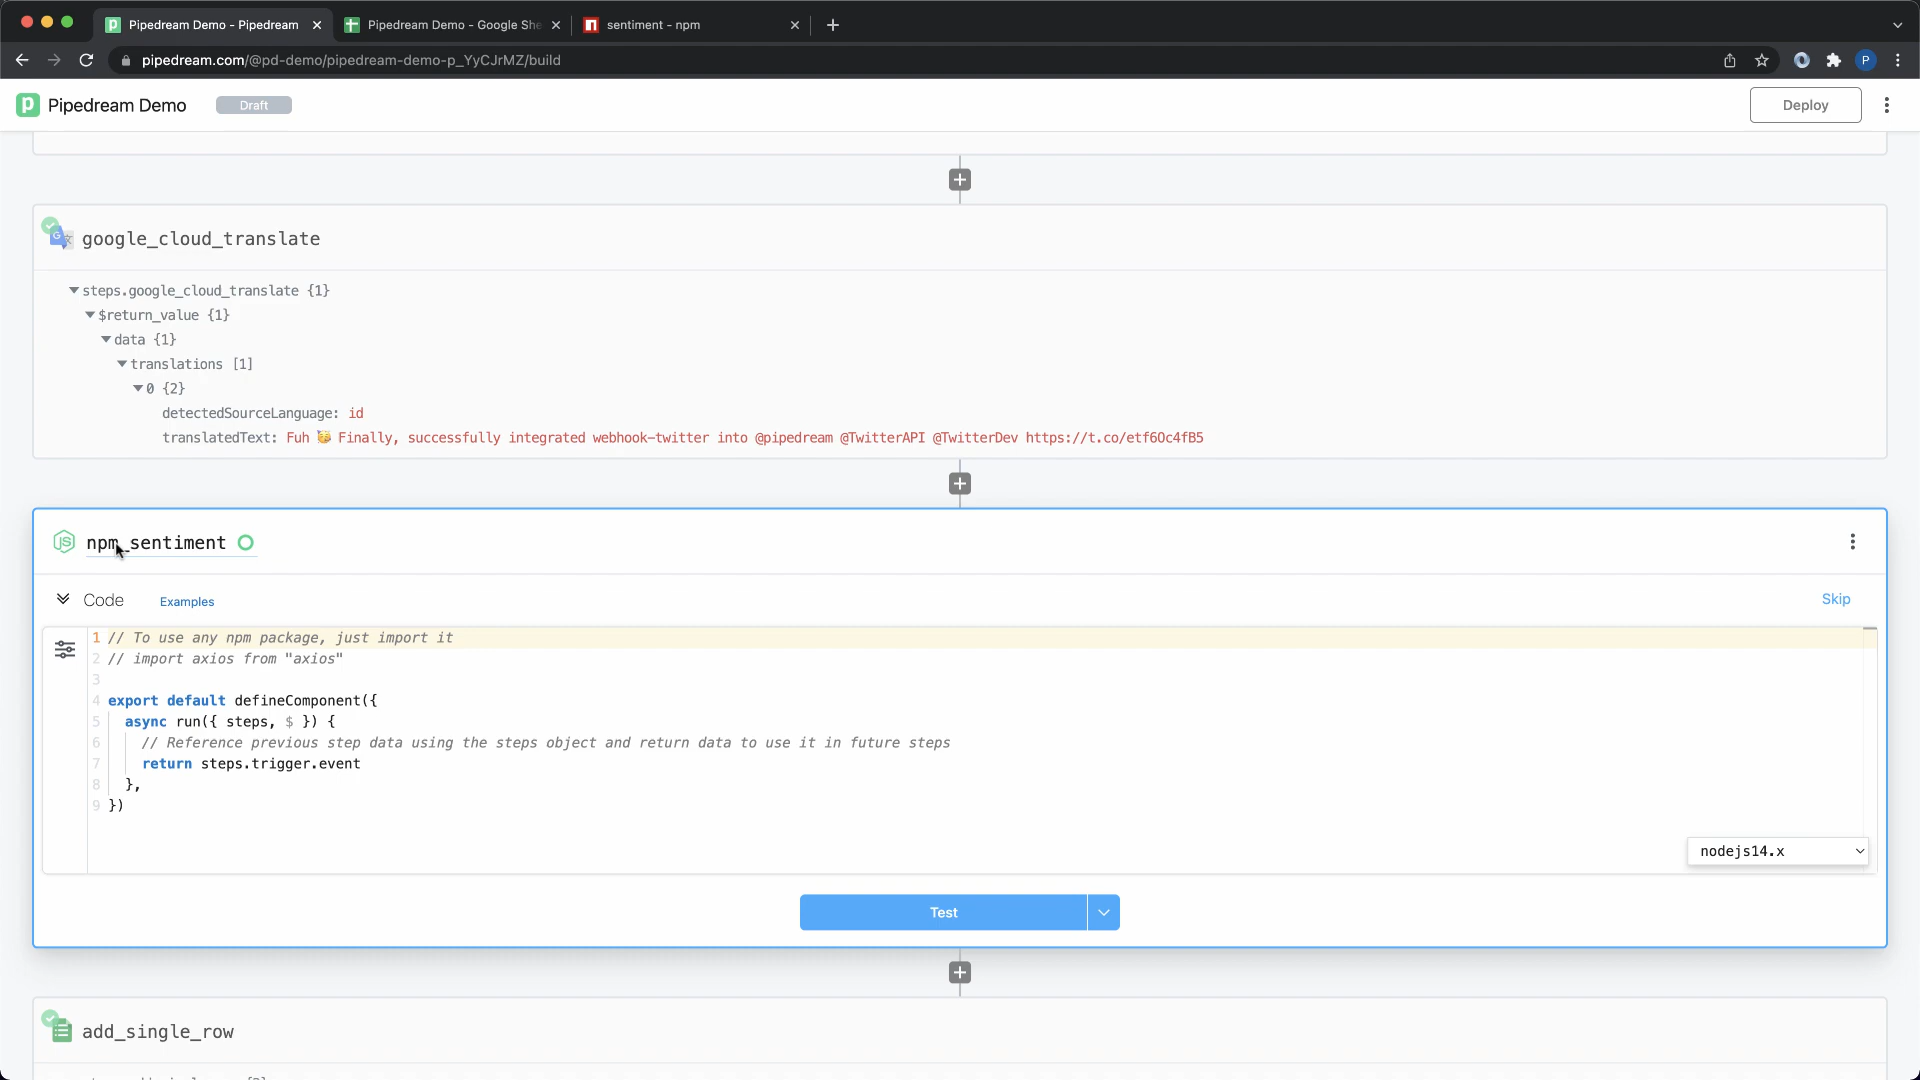 Pipedream Demo - Pipedream
Pipedream Demo - Google She
sentiment - npm
pipedream.com/@pd-demo/pipedream-demo-p_YyCJrMZ/build
P
Pipedream Demo
Draft
Deploy
google_cloud_translate
steps.google_cloud_translate {1}
$return_value {1}
data {1}
translations [1]
0 {2}
detectedSourceLanguage: id
translatedText: Fuh 🥳 Finally, successfully integrated webhook-twitter into @pipedream @TwitterAPI @TwitterDev https://t.co/etf6Oc4fB5
npm_sentiment
Code
Examples
Skip
1 // To use any npm package, just import it
2 // import axios from "axios"
3
4 export default defineComponent({
5 async run({ steps, $ }) {
6 // Reference previous step data using the steps object and return data to use it in future steps
7 return steps.trigger.event
8 },
9 })
nodejs14.x
Test
add_single_row